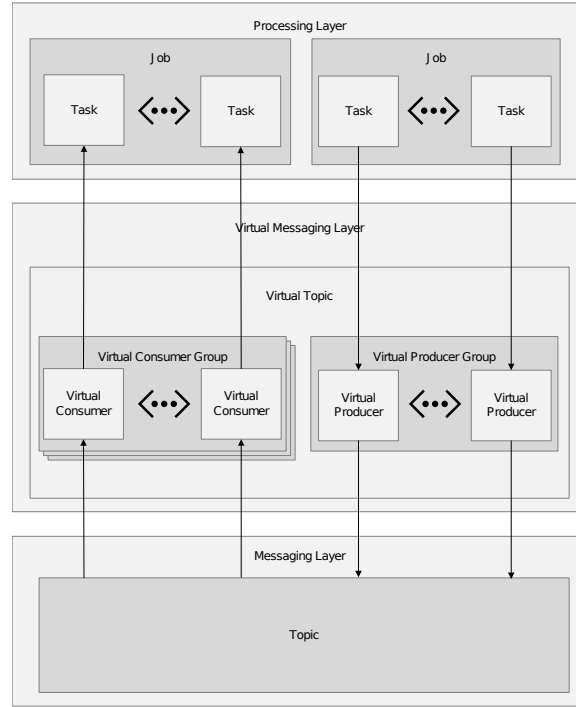 Processing Layer
Job
Job
Task
Task
Task
Task
Virtual Messaging Layer
Virtual Topic
Virtual Consumer Group
Virtual Producer Group
Virtual
Consumer
Virtual
Consumer
Virtual
Producer
Virtual
Producer
Messaging Layer
Topic